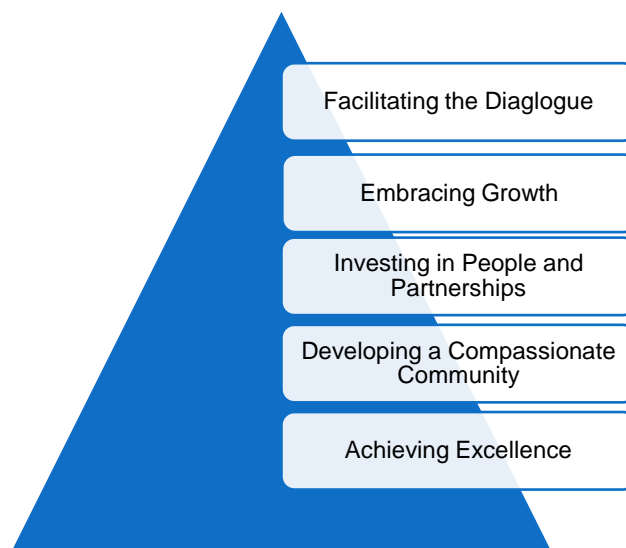 Facilitating the Diaglogue
Embracing Growth
Investing in People and
Partnerships
Developing a Compassionate
Community
Achieving Excellence